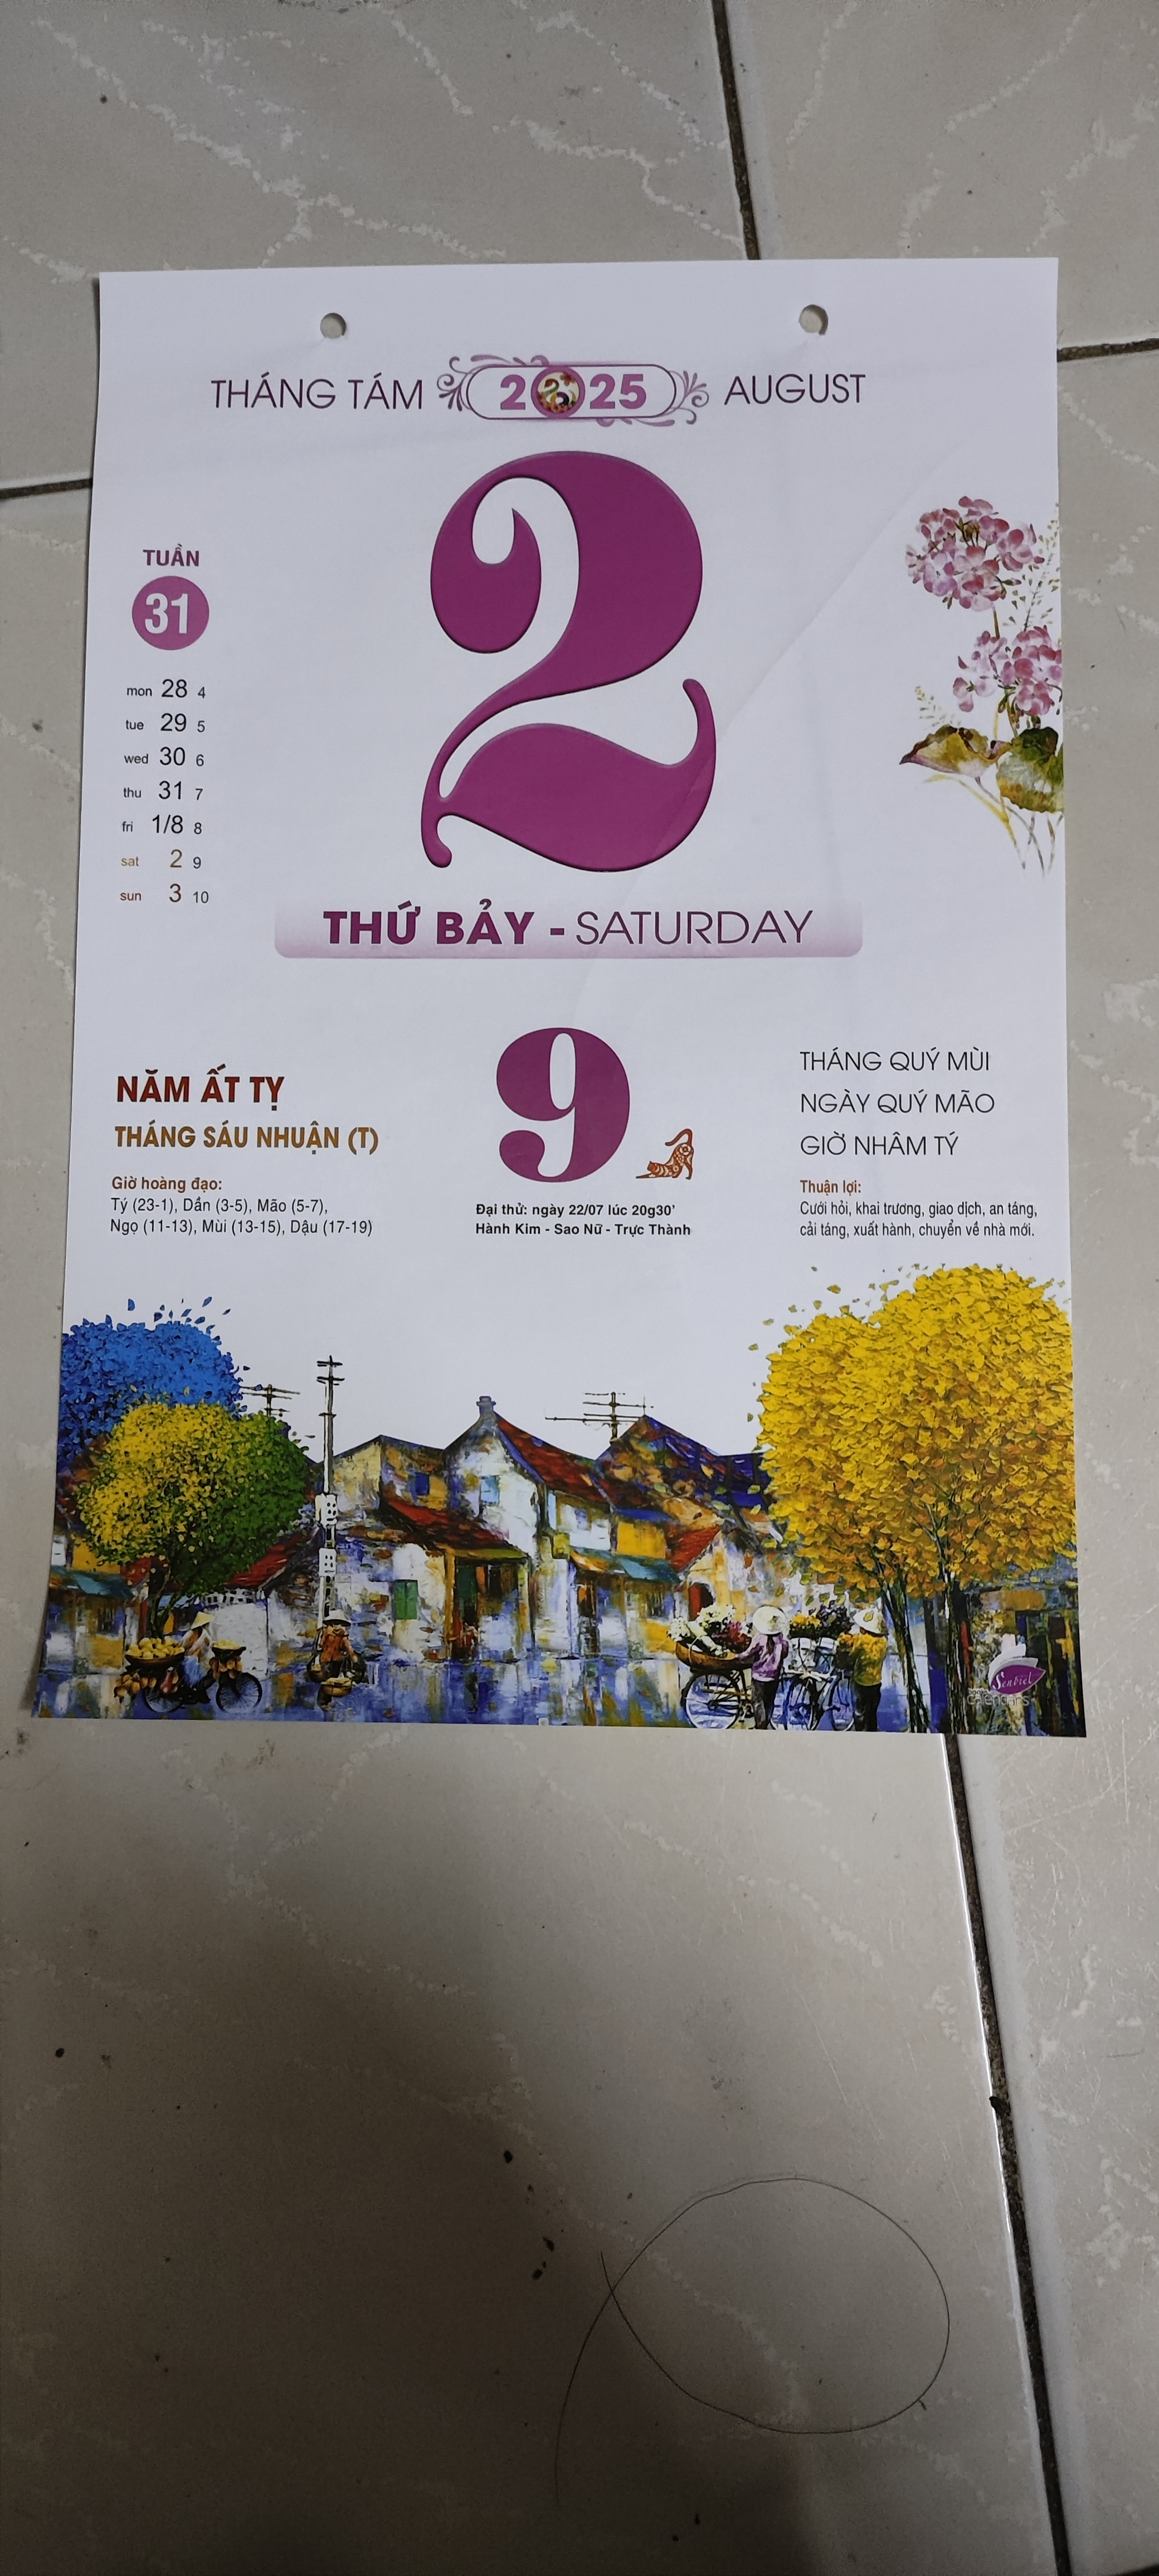 THÁNG TÁM 2025 AUGUST
2
TUẦN
31
mon 28 4
tue 29 5
wed 30 6
thu 31 7
fri 1/8 8
sat 2 9
sun 3 10
THỨ BẢY - SATURDAY
NĂM ẤT TỴ
THÁNG SÁU NHUẬN (T)
Giờ hoàng đạo:
Tý (23-1), Dần (3-5), Mão (5-7),
Ngọ (11-13), Mùi (13-15), Dậu (17-19)
9
Đại thử: ngày 22/07 lúc 20g30’
Hành Kim - Sao Nữ - Trực Thành
THÁNG QUÝ MÙI
NGÀY QUÝ MÃO
GIỜ NHÂM TÝ
Thuận lợi:
Cưới hỏi, khai trương, giao dịch, an táng,
cải táng, xuất hành, chuyển về nhà mới.
Senbiel
Calendars